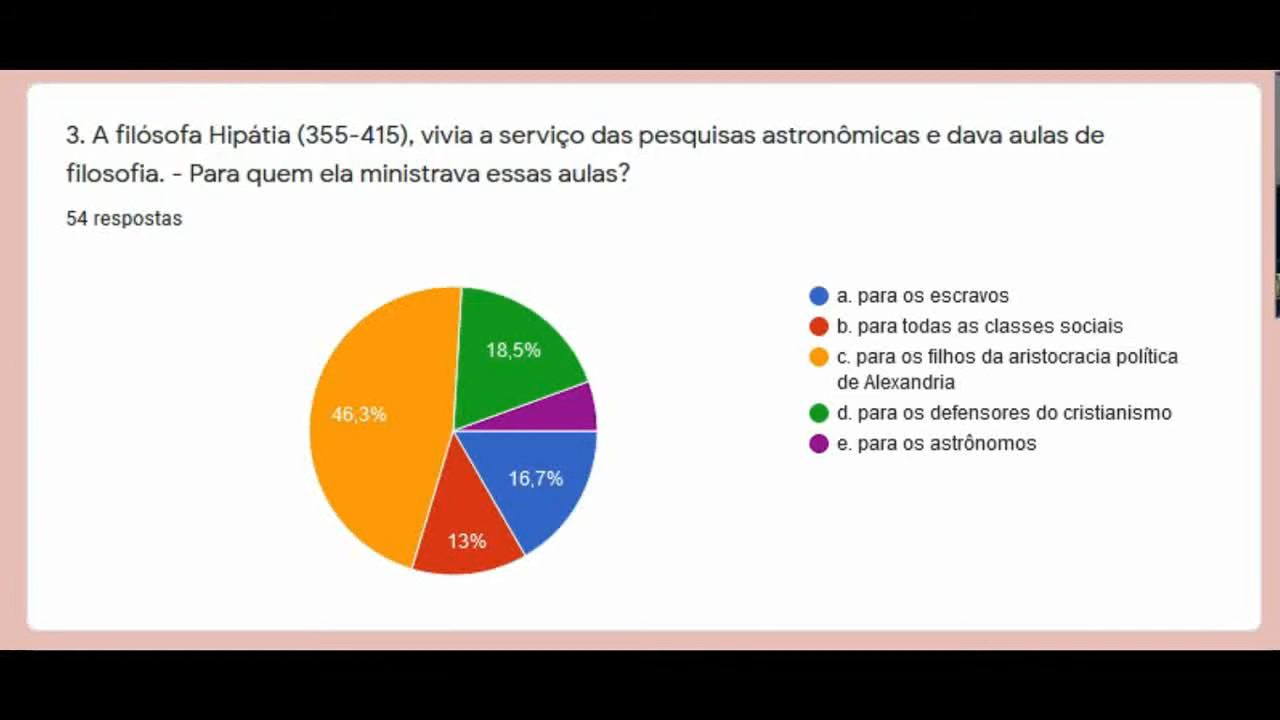 3. A filósofa Hipátia (355-415), vivia a serviço das pesquisas astronômicas e dava aulas de
filosofia. - Para quem ela ministrava essas aulas?
54 respostas
a. para os escravos
b. para todas as classes sociais
c. para os filhos da aristocracia política
de Alexandria
d. para os defensores do cristianismo
e. para os astrônomos
18,5%
46,3%
16,7%
13%